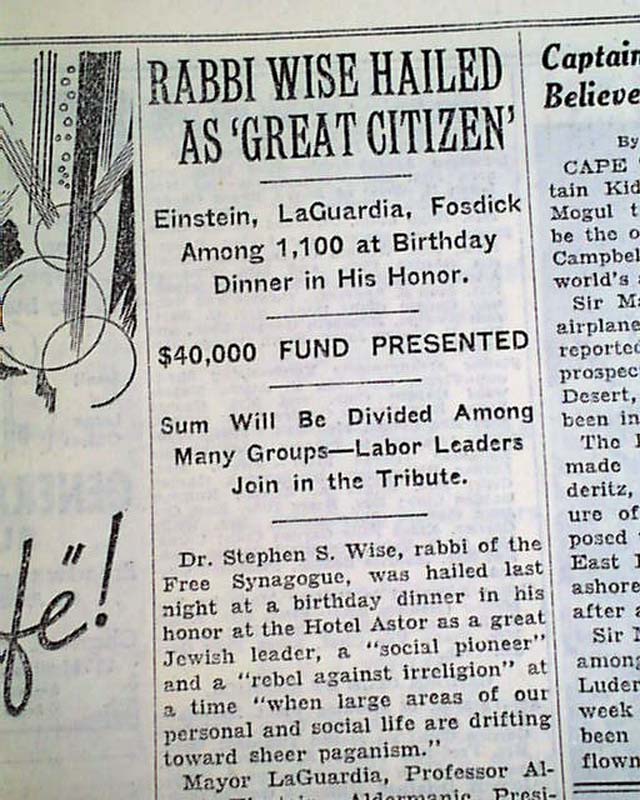 RABBI WISE HAILED
AS 'GREAT CITIZEN'
Einstein, LaGuardia, Fosdick
Among 1,100 at Birthday
Dinner in His Honor.
$40,000 FUND PRESENTED
Sum Will Be Divided Among
Many Groups—Labor Leaders
Join in the Tribute.
Dr. Stephen S. Wise, rabbi of the
Free Synagogue, was hailed last
night at a birthday dinner in his
honor at the Hotel Astor as a great
Jewish leader, a "social pioneer"
and a "rebel against irreligion" at
a time "when large areas of our
personal and social life are drifting
toward sheer paganism."
Mayor LaGuardia, Professor Al-
Einstein, Aldermanic Presi-
fe"!
Captain
Believe
By
CAPE
tain Kid
Mogul t
be the o
Campbel
world's
Sir Ma
airplane
reported
prospec
Desert,
been in
The
made
deritz,
ure of
posed
East
ashore
after a
Sir
among
Luder
week
been
flown